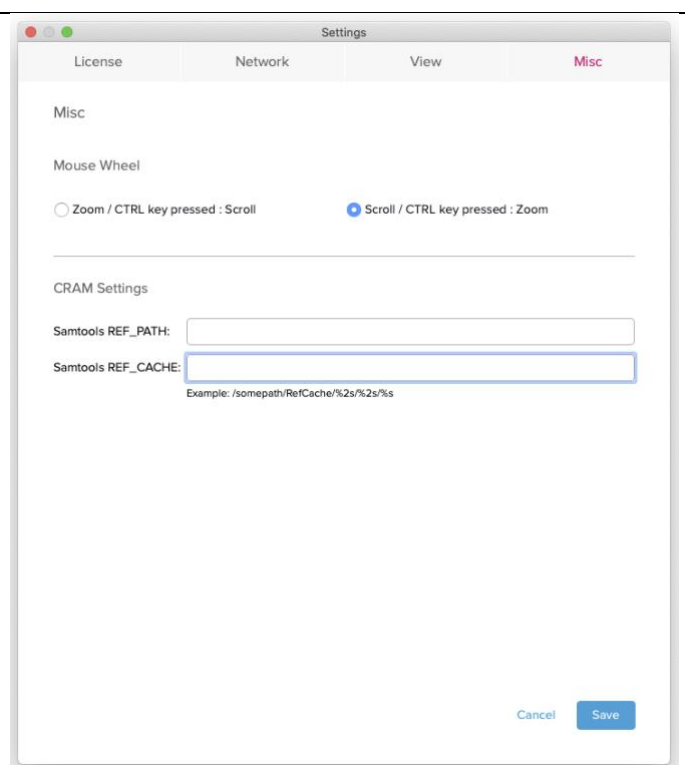 Settings
License Network View Misc
Misc
Mouse Wheel
Zoom / CTRL key pressed : Scroll Scroll / CTRL key pressed : Zoom
CRAM Settings
Samtools REF_PATH:
Samtools REF_CACHE:
Example: /somepath/RefCache/%2s/%2s/%s
Cancel Save